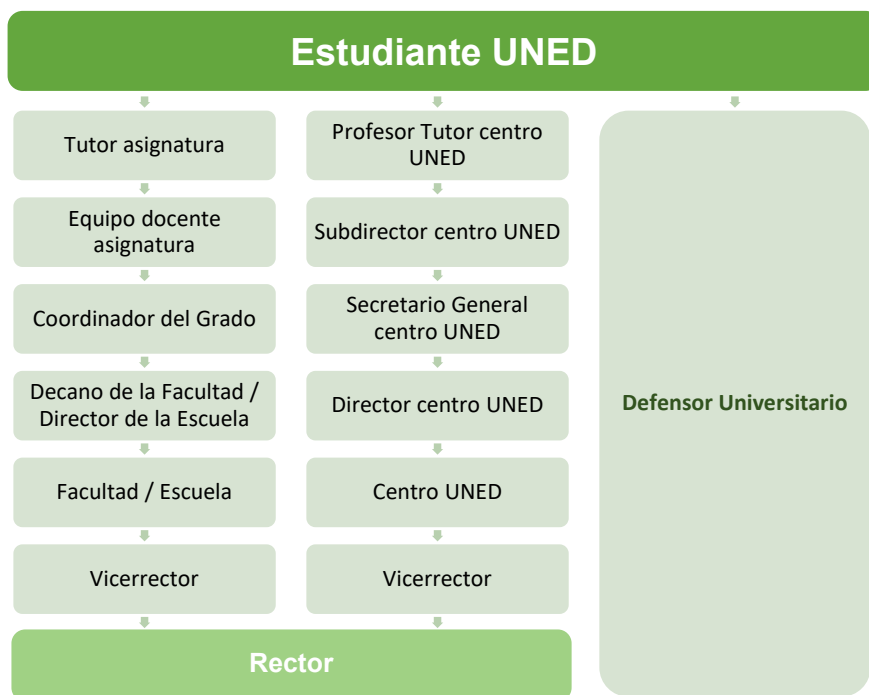 Estudiante UNED
Tutor asignatura
Equipo docente
asignatura
Coordinador del Grado
Decano de la Facultad /
Director de la Escuela
Facultad / Escuela
Vicerrector
Profesor Tutor centro
UNED
Subdirector centro UNED
Secretario General
centro UNED
Director centro UNED
Centro UNED
Vicerrector
Rector
Defensor Universitario